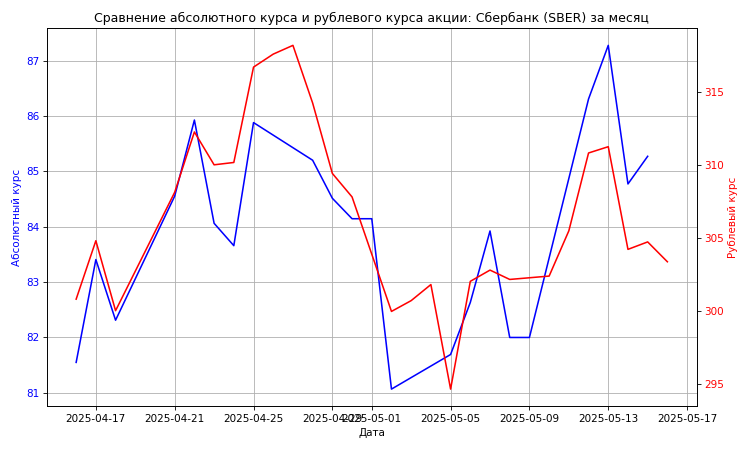 Сравнение абсолютного курса и рублевого курса акции: Сбербанк (SBER) за месяц
Абсолютный курс
87
86
85
84
83
82
81
315
310
305
300
295
Рублевый курс
2025-04-17 2025-04-21 2025-04-25 2025-04-29 2025-05-01 2025-05-05 2025-05-09 2025-05-13 2025-05-17
Дата